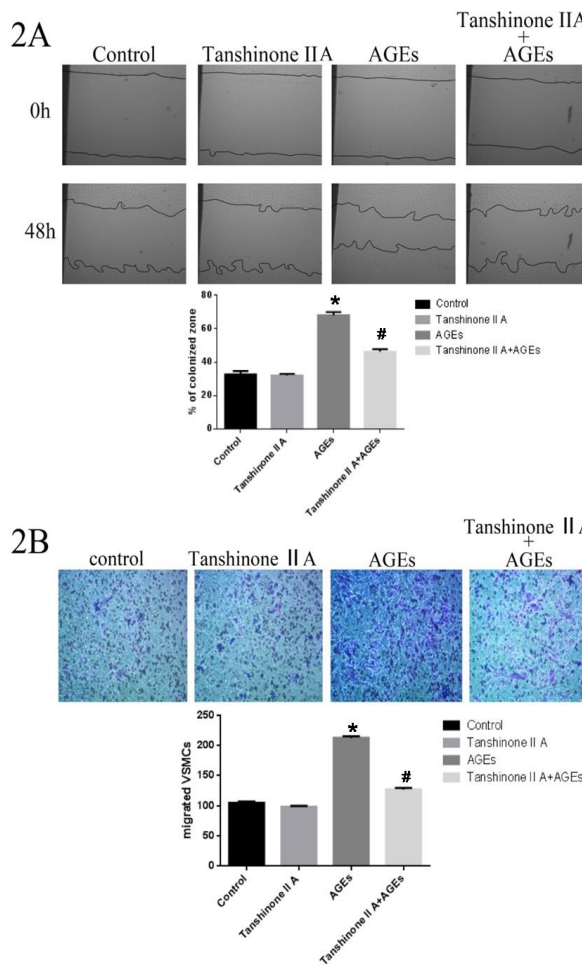 2A
Control
Tanshinone IIA
AGEs
Tanshinone IIA
+
AGEs
0h
48h
% of colonized zone
80
60
40
20
0
*
#
Control
Tanshinone II A
AGEs
Tanshinone II A+AGEs
Control
Tanshinone II A
AGEs
Tanshinone II A+AGEs
2B
control
Tanshinone ⅡA
AGEs
Tanshinone ⅡA
+
AGEs
migrated VSMCs
250
200
150
100
50
0
*
#
Control
Tanshinone II A
AGEs
Tanshinone II A+AGEs
Control
Tanshinone II A
AGEs
Tanshinone II A+AGEs